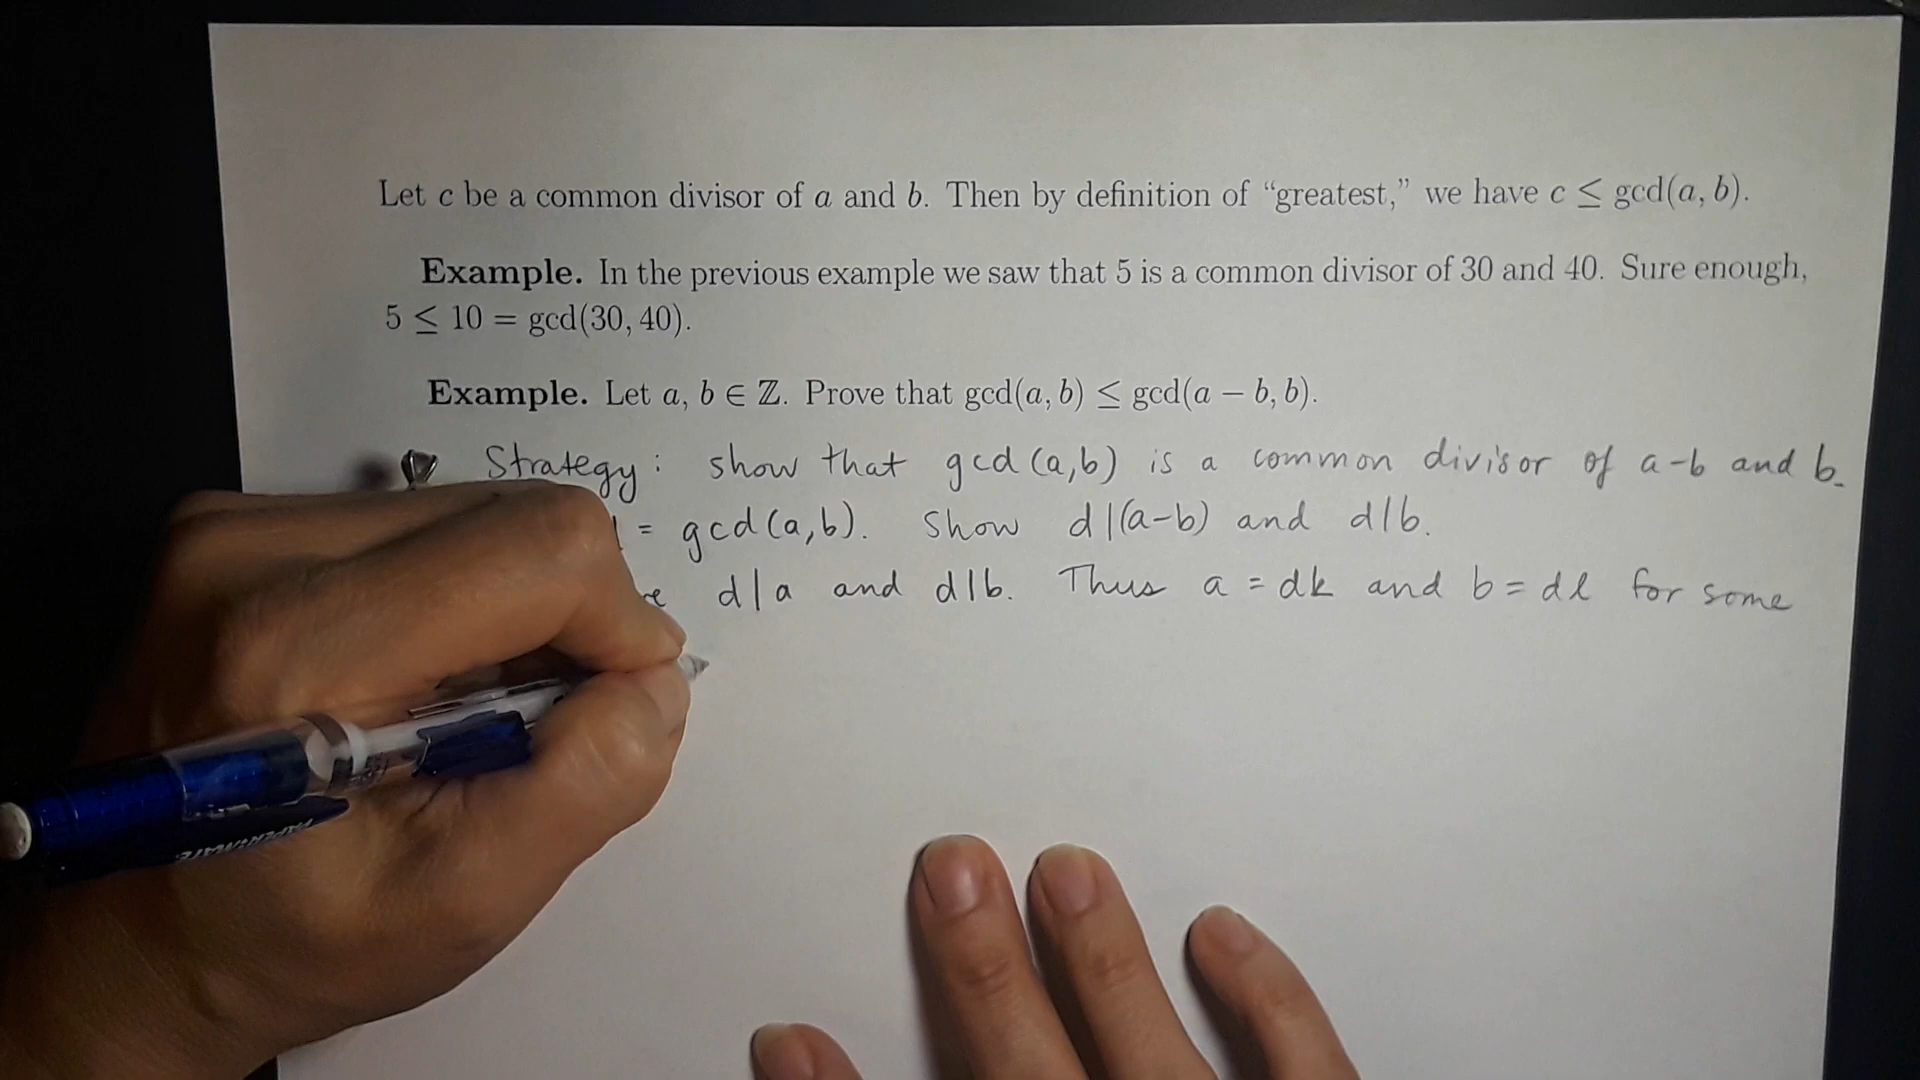 Let c be a common divisor of a and b. Then by definition of “greatest,” we have c ≤ gcd(a, b).
Example. In the previous example we saw that 5 is a common divisor of 30 and 40. Sure enough,
5 ≤ 10 = gcd(30, 40).
Example. Let a, b ∈ ℤ. Prove that gcd(a, b) ≤ gcd(a − b, b).
Strategy: show that gcd(a,b) is a common divisor of a-b and b.
= gcd(a,b). Show d|(a-b) and d|b.
d|a and d|b. Thus a = dk and b = dl for some
PAPERMATE